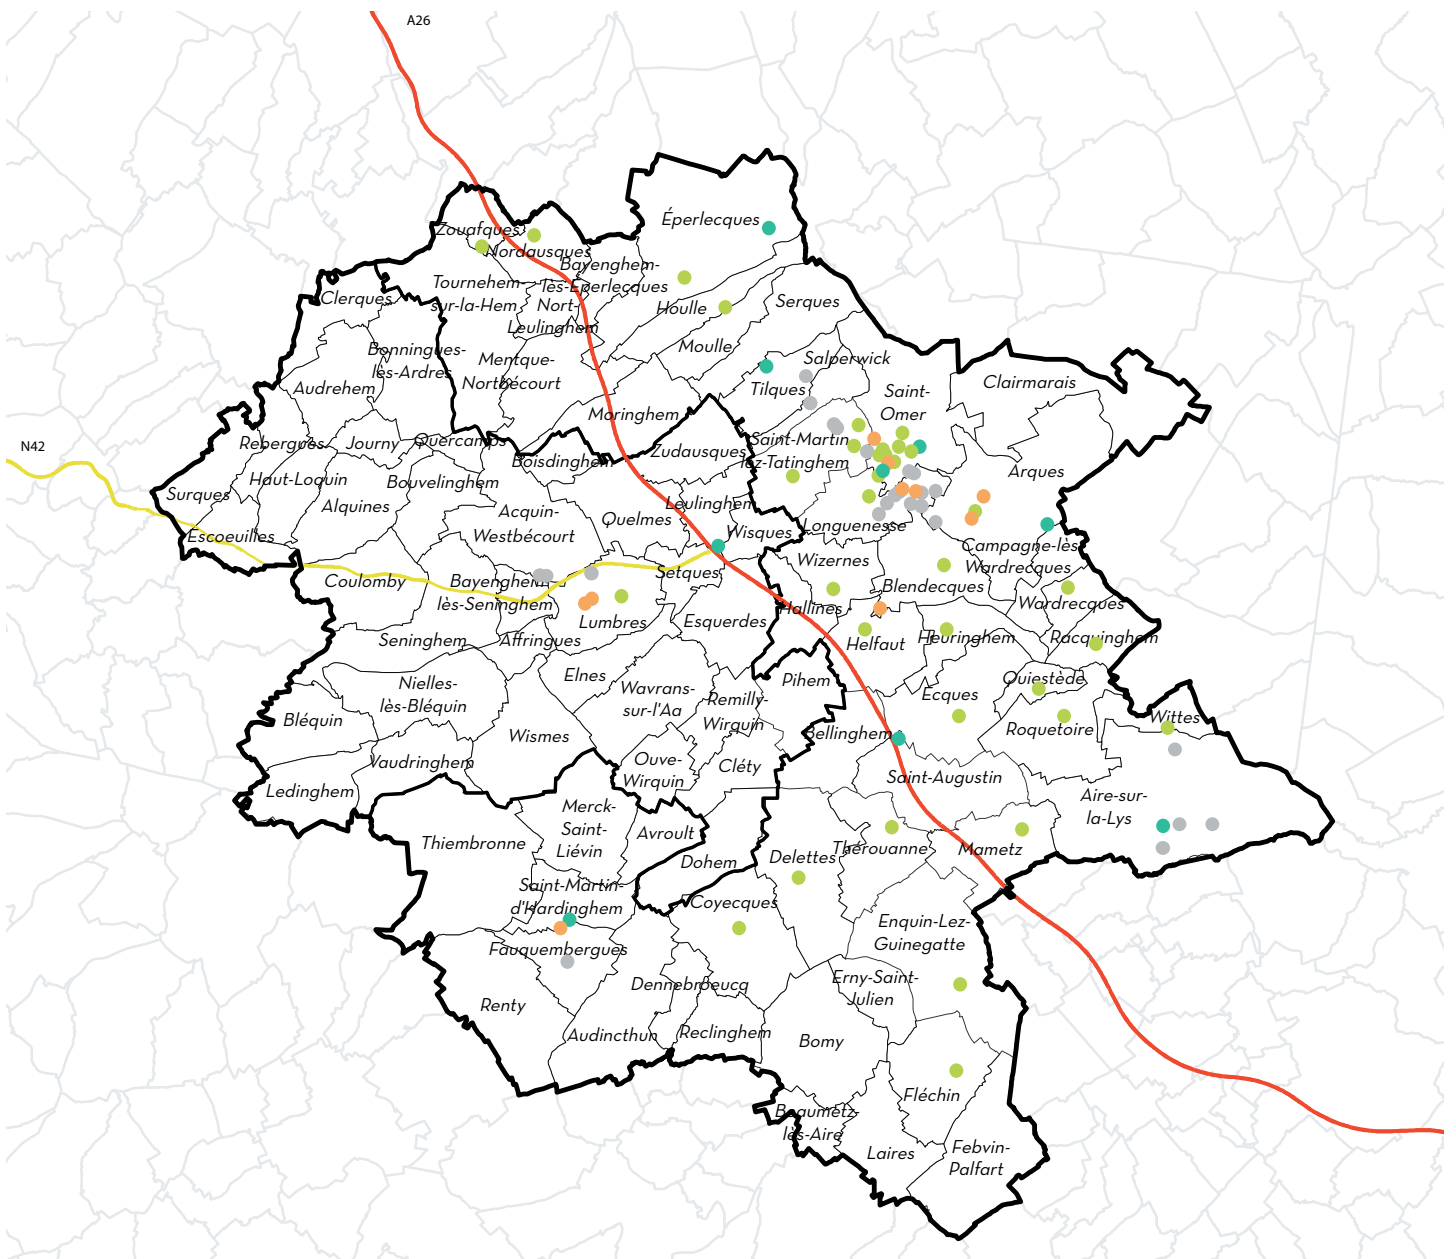 A26
Éperlecques
Zouafques
Nordausques
Bayenghem-
lès-Éperlecques
Tournehem-
sur-la-Hem
Nort-
Leulinghem
Houlle
Serques
Clerques
Moulle
Salperwick
Bonningues-
lès-Ardres
Mentque-
Norbécourt
Tilques
Audrehem
Saint-
Omer
Clairmarais
Moringhem
N42
Rebergues
Journy
Quercamps
Saint-Martin-
lez-Tatinghem
Zudausques
Boisdinghem
Arques
Haut-Loquin
Bouvelinghem
Surques
Alquines
Leulinghem
Acquin-
Westbécourt
Quelmes
Longuenesse
Wisques
Escoeuilles
Campagne-lès-
Wardrecques
Wizernes
Setques
Coulomby
Bayenghem-
lès-Seninghem
Blendecques
Wardrecques
Hallines
Lumbres
Esquerdes
Seninghem
Affringues
Helfaut
Heuringhem
Racquinghem
Elnes
Pihem
Quiestède
Nielles-
lès-Bléquin
Wavrans-
sur-l'Aa
Remilly-
Wirquin
Ecques
Bléquin
Wittes
Wismes
Bellinghem
Roquetoire
Vaudringhem
Ouve-
Wirquin
Cléty
Saint-Augustin
Ledinghem
Aire-sur-
la-Lys
Merck-
Saint-
Liévin
Thiembronne
Avroult
Dohem
Delettes
Thérouanne
Mametz
Saint-Martin-
d'Hardinghem
Coyecques
Enquin-Lez-
Guinegatte
Fauquembergues
Dennebroeucq
Erny-Saint-
Julien
Renty
Audincthun
Reclinghem
Bomy
Fléchin
Beaumetz-
lès-Aire
Laires
Febvin-
Palfart